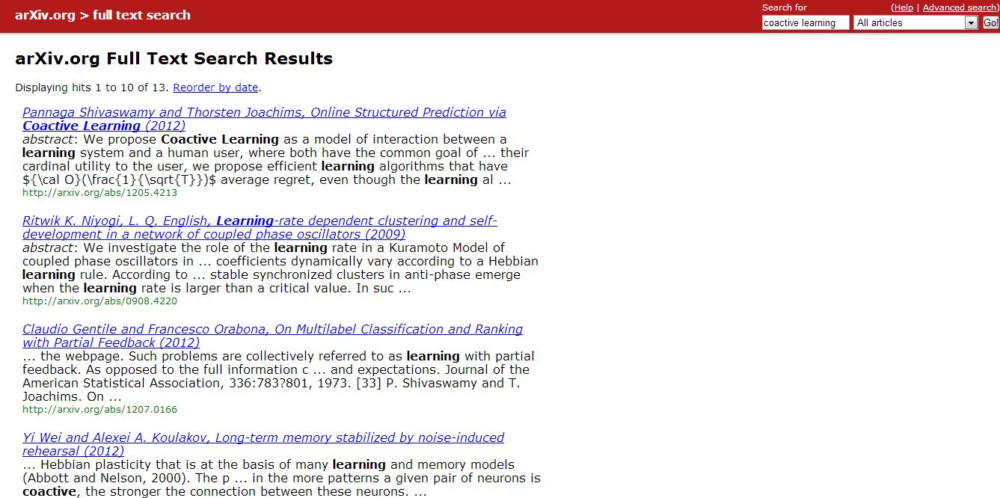 arXiv.org > full text search
Search for
(Help | Advanced search)
coactive learning All articles Go!
arXiv.org Full Text Search Results
Displaying hits 1 to 10 of 13. Reorder by date.
Pannaga Shivaswamy and Thorsten Joachims, Online Structured Prediction via
Coactive Learning (2012)
abstract: We propose Coactive Learning as a model of interaction between a
learning system and a human user, where both have the common goal of ... their
cardinal utility to the user, we propose efficient learning algorithms that have
${\cal O}(\frac{1}{\sqrt{T}})$ average regret, even though the learning al ...
http://arxiv.org/abs/1205.4213
Ritwik K. Niyogi, L. Q. English, Learning-rate dependent clustering and self-
development in a network of coupled phase oscillators (2009)
abstract: We investigate the role of the learning rate in a Kuramoto Model of
coupled phase oscillators in ... coefficients dynamically vary according to a Hebbian
learning rule. According to ... stable synchronized clusters in anti-phase emerge
when the learning rate is larger than a critical value. In suc ...
http://arxiv.org/abs/0908.4220
Claudio Gentile and Francesco Orabona, On Multilabel Classification and Ranking
with Partial Feedback (2012)
... the webpage. Such problems are collectively referred to as learning with partial
feedback. As opposed to the full information c ... and expectations. Journal of the
American Statistical Association, 336:783?801, 1973. [33] P. Shivaswamy and T.
Joachims. On ...
http://arxiv.org/abs/1207.0166
Yi Wei and Alexei A. Koulakov, Long-term memory stabilized by noise-induced
rehearsal (2012)
... Hebbian plasticity that is at the basis of many learning and memory models
(Abbott and Nelson, 2000). The p ... in the more patterns a given pair of neurons is
coactive, the stronger the connection between these neurons. ...